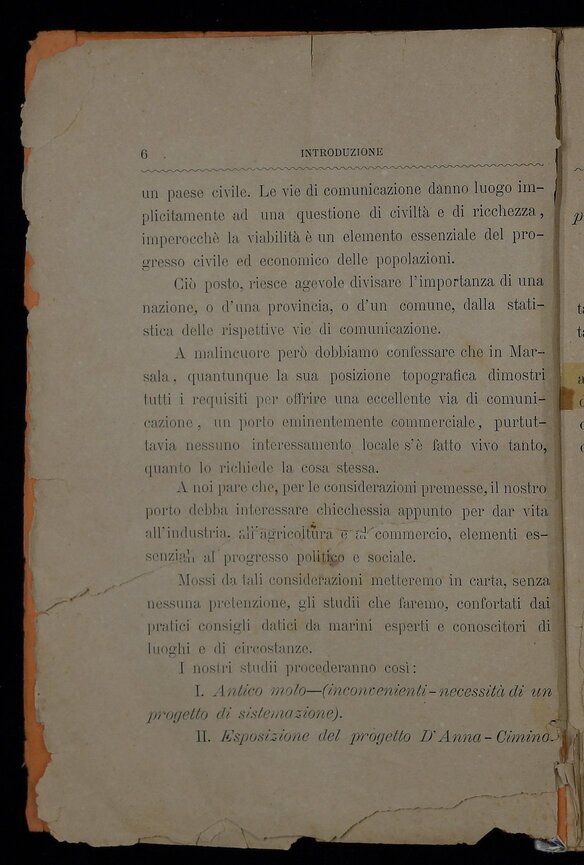 6 INTRODUZIONE
un paese civile. Le vie di comunicazione danno luogo im-
plicitamente ad una questione di civiltà e di ricchezza,
imperocchè la viabilità è un elemento essenziale del pro-
gresso civile ed economico delle popolazioni.
Ciò posto, riesce agevole divisare l'importanza di una
nazione, o d'una provincia, o d'un comune, dalla stati-
stica delle rispettive vie di comunicazione.
A malincuore però dobbiamo confessare che in Mar-
sala, quantunque la sua posizione topografica dimostri
tutti i requisiti per offrire una eccellente via di comuni-
cazione, un porto eminentemente commerciale, purtut-
tavia nessuno interessamento locale s'è fatto vivo tanto,
quanto lo richiede la cosa stessa.
A noi pare che, per le considerazioni premesse, il nostro
porto debba interessare chicchessia appunto per dar vita
all'industria. all'agricoltura e al commercio, elementi es-
senziali al progresso politico e sociale.
Mossi da tali considerazioni metteremo in carta, senza
nessuna pretenzione, gli studii che faremo, confortati dai
pratici consigli datici da marini esperti e conoscitori di
luoghi e di circostanze.
I nostri studii procederanno così:
I. Antico molo—(inconvenienti-necessità di un
progetto di sistemazione).
II. Esposizione del progetto D'Anna-Cimino.